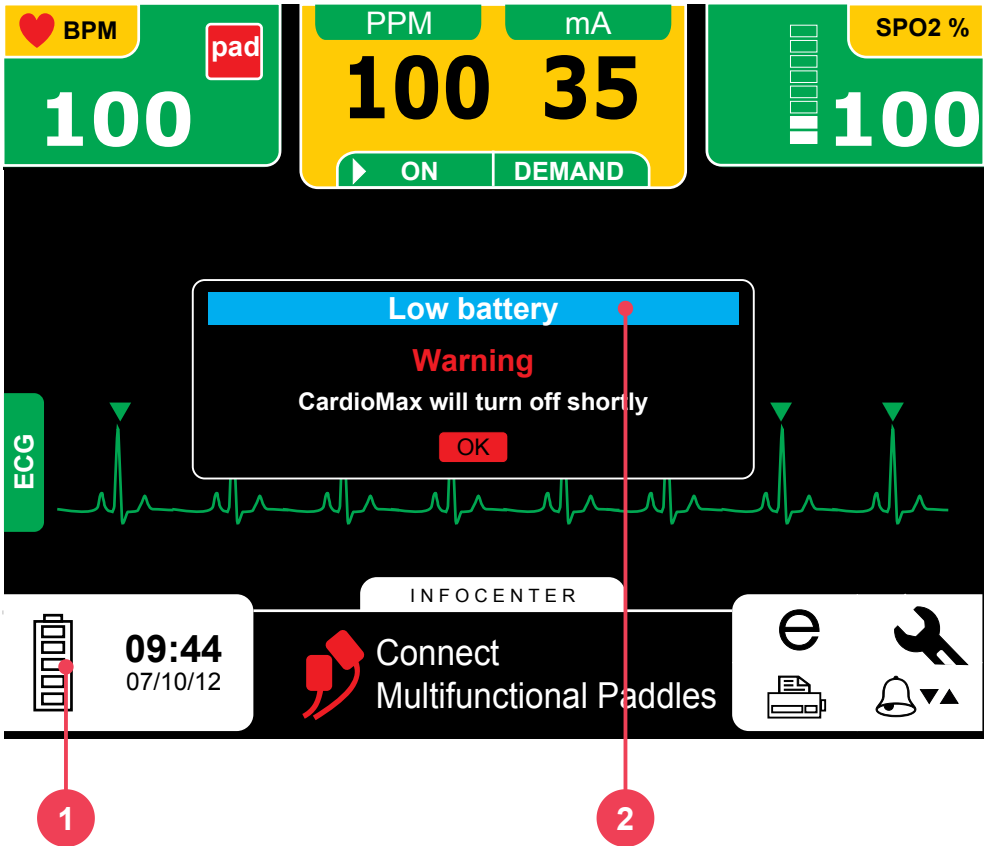 BPM
pad
100
PPM
mA
100
35
ON
DEMAND
SPO2 %
100
Low battery
Warning
CardioMax will turn off shortly
OK
ECG
INFOCENTER
09:44
07/10/12
Connect
Multifunctional Paddles
e
1
2